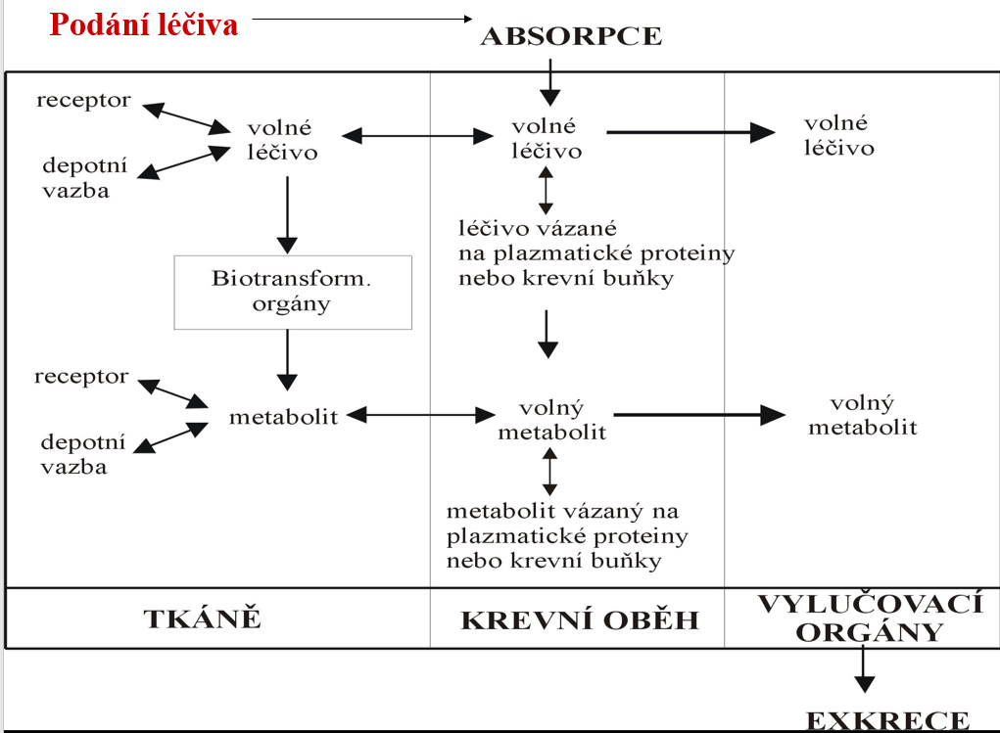 Podání léčiva
ABSORPCE
receptor
depotní
vazba
volné
léčivo
Biotransform.
orgány
receptor
depotní
vazba
metabolit
volné
léčivo
léčivo vázané
na plazmatické proteiny
nebo krevní buňky
volný
metabolit
metabolit vázaný na
plazmatické proteiny
nebo krevní buňky
volné
léčivo
volný
metabolit
TKÁNĚ
KREVNÍ OBĚH
VYLUČOVACÍ
ORGÁNY
EXKRECE